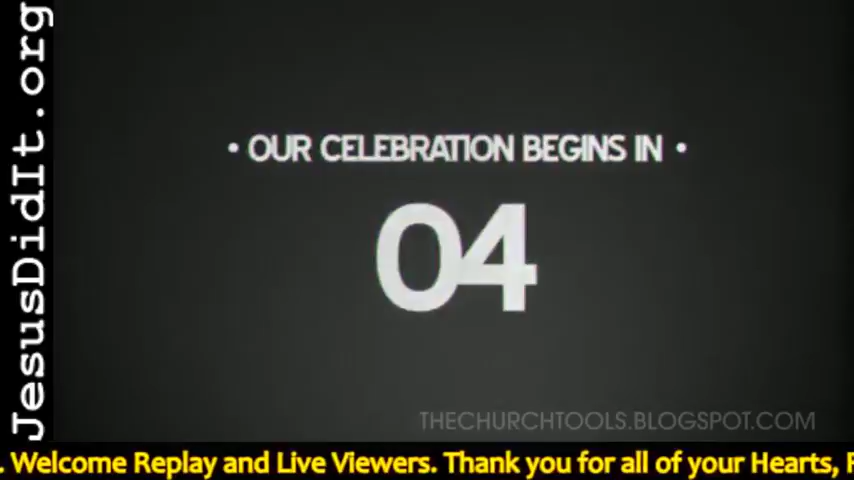 JesusDidIt.org
• OUR CELEBRATION BEGINS IN •
04
THECHURCHTOOLS.BLOGSPOT.COM
. Welcome Replay and Live Viewers. Thank you for all of your Hearts, F